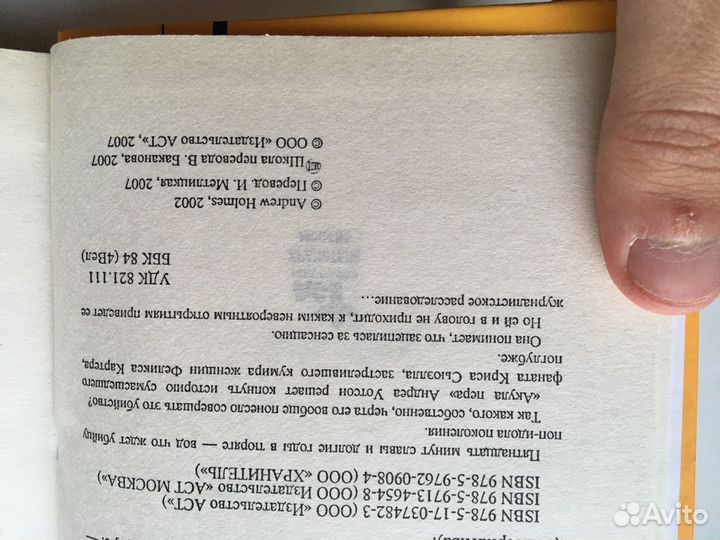 ISBN 978-5-17-037482-3 (ООО «Издательство АСТ»)
ISBN 978-5-9713-4654-8 (ООО Издательство «АСТ МОСКВА»)
ISBN 978-5-9762-0908-4 (ООО «ХРАНИТЕЛЬ»)
Пятнадцать минут славы и долгие годы в тюряге — вод что ждет убийцу
поп-идола поколения.
Так какого, собственно, черта его вообще понесло совершать это убийство?
«Акула пера» Андреа Уотсон решает копнуть историю сумасшедшего
фаната Криса Сьюэлла, застрелившего кумира женщин Феликса Картера,
поглубже.
Она понимает, что зацепилась за сенсацию.
Но ей и в голову не приходит, к каким невероятным открытиям приведет ее
журналистское расследование...
УДК 821.111
ББК 84 (4Вел)
© Andrew Holmes, 2002
© Перевод. И. Метлицкая, 2007
Школа перевода В. Баканова, 2007
© ООО «Издательство АСТ», 2007
Avito